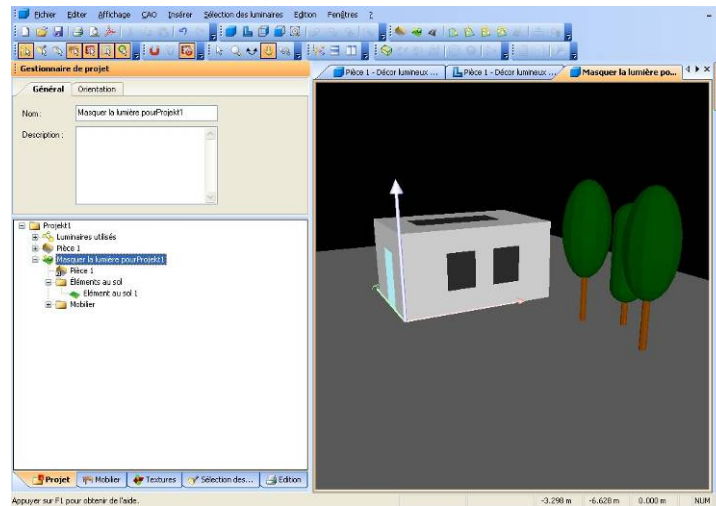 Fichier Editer Affichage CAO Insérer Sélection des luminaires Edition Fenêtres ?
Gestionnaire de projet
Pièce 1 - Décor lumineux ... Pièce 1 - Décor lumineux ... Masquer la lumière po...
Général Orientation
Nom : Masquer la lumière pourProjekt1
Description :
Projekt1
Luminaires utilisés
Pièce 1
Masquer la lumière pourProjekt1
Pièce 1
Éléments au sol
Elément au sol 1
Mobilier
Projet Mobilier Textures Sélection des... Edition
Appuyer sur F1 pour obtenir de l'aide. -3.298 m -6.628 m 0.000 m NUM